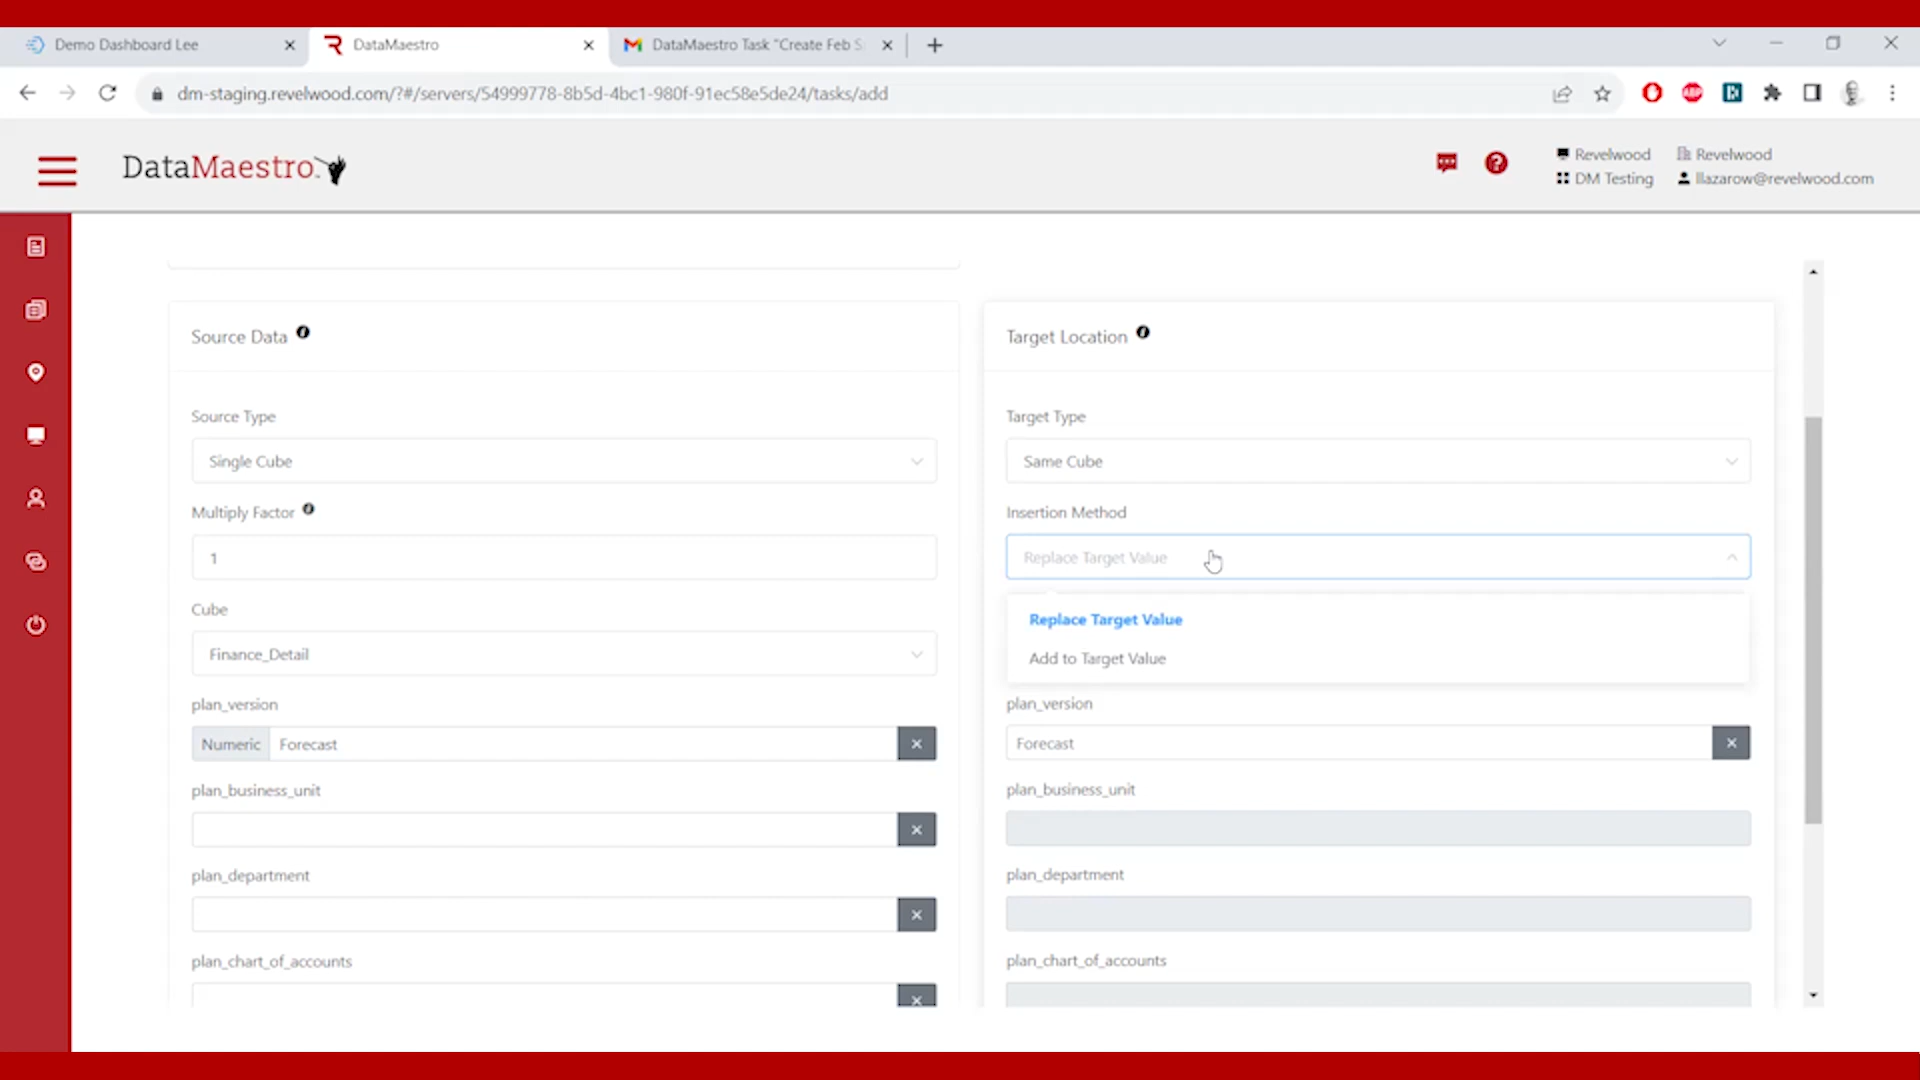 Demo Dashboard Lee
DataMaestro
DataMaestro Task "Create Feb S
dm-staging.revelwood.com/?#/servers/54999778-8b5d-4bc1-980f-91ec58e5de24/tasks/add
DataMaestro
Revelwood
Revelwood
DM Testing
llazarow@revelwood.com
Source Data
Source Type
Single Cube
Multiply Factor
1
Cube
Finance_Detail
plan_version
Numeric
Forecast
plan_business_unit
plan_department
plan_chart_of_accounts
Target Location
Target Type
Same Cube
Insertion Method
Replace Target Value
Replace Target Value
Add to Target Value
plan_version
Forecast
plan_business_unit
plan_department
plan_chart_of_accounts